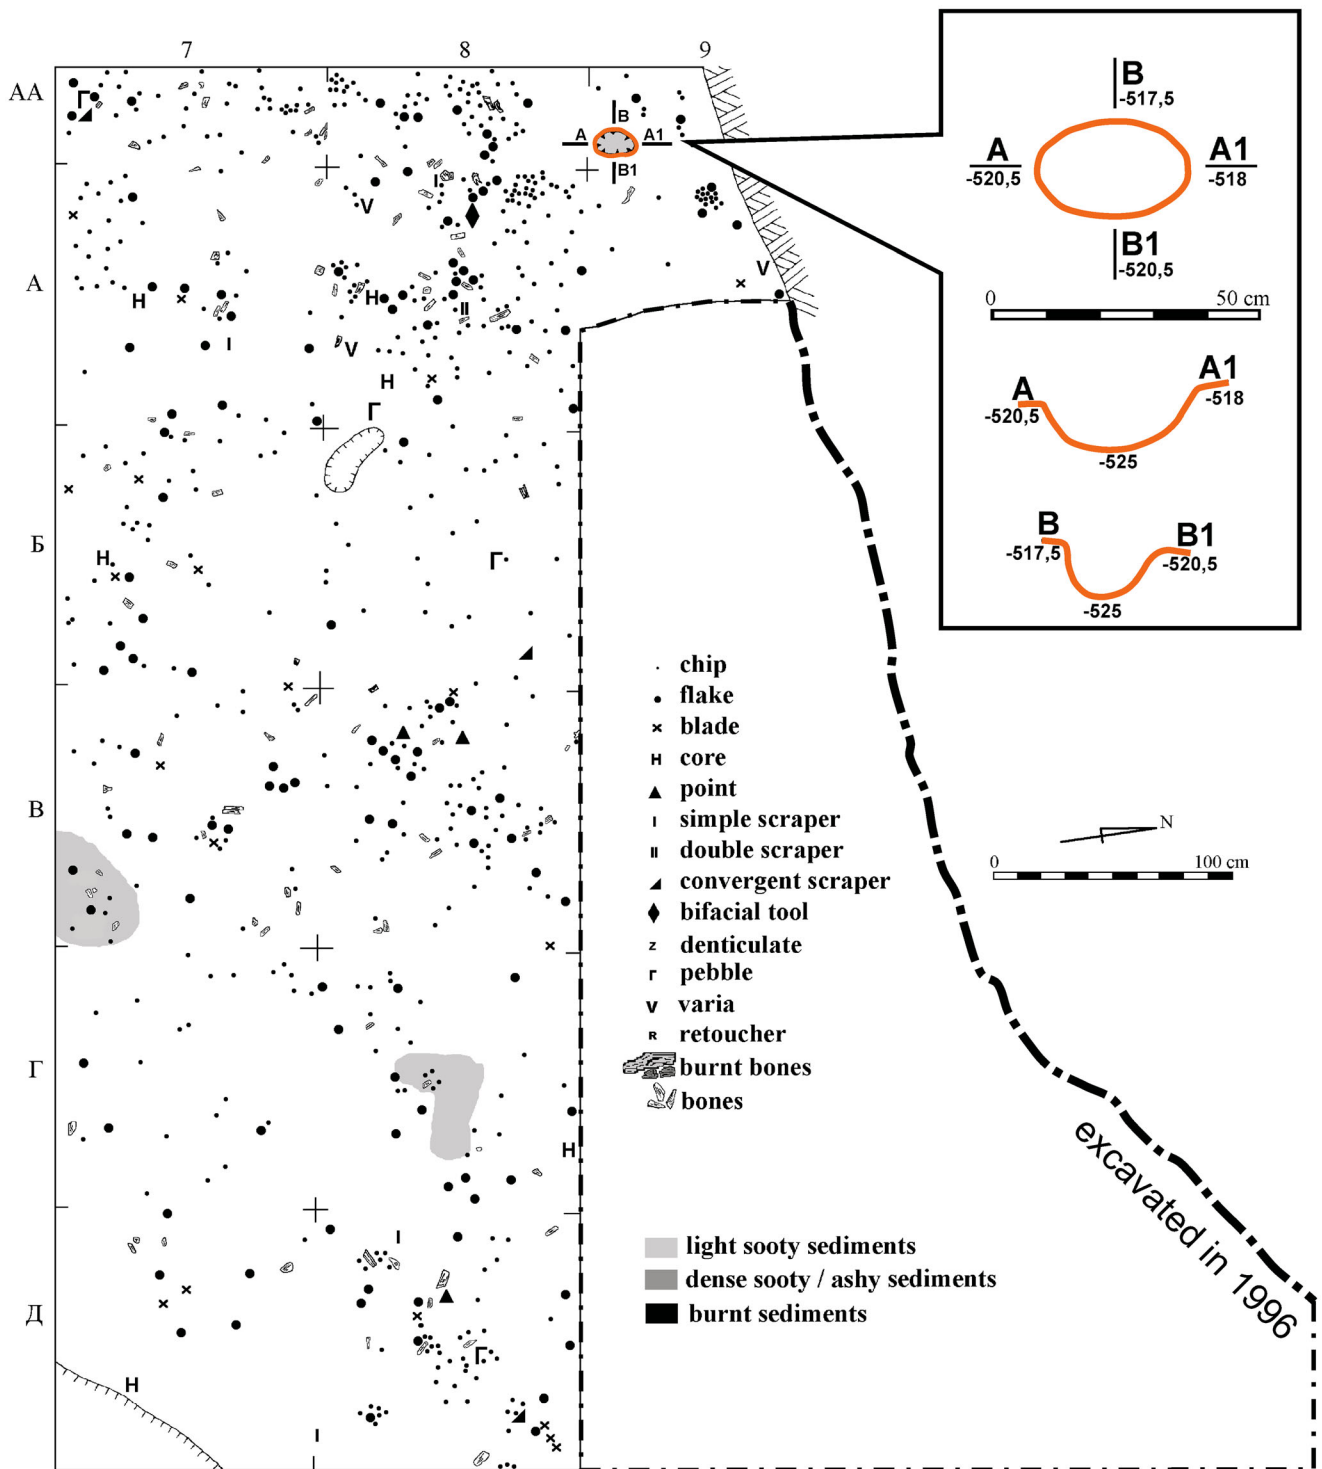 7
8
9
АА
А
Б
В
Г
Д
B
A
A1
B1
B
-517,5
A
-520,5
A1
-518
B1
-520,5
0
50 cm
A
-520,5
A1
-518
-525
B
-517,5
B1
-520,5
-525
Г
I
V
H
H
II
V
I
V
H
Г
H
Г
H
I
Г
H
I
chip
flake
blade
H core
point
I simple scraper
II double scraper
convergent scraper
bifacial tool
z denticulate
г pebble
V varia
R retoucher
burnt bones
bones
N
0
100 cm
light sooty sediments
dense sooty / ashy sediments
burnt sediments
excavated in 1996